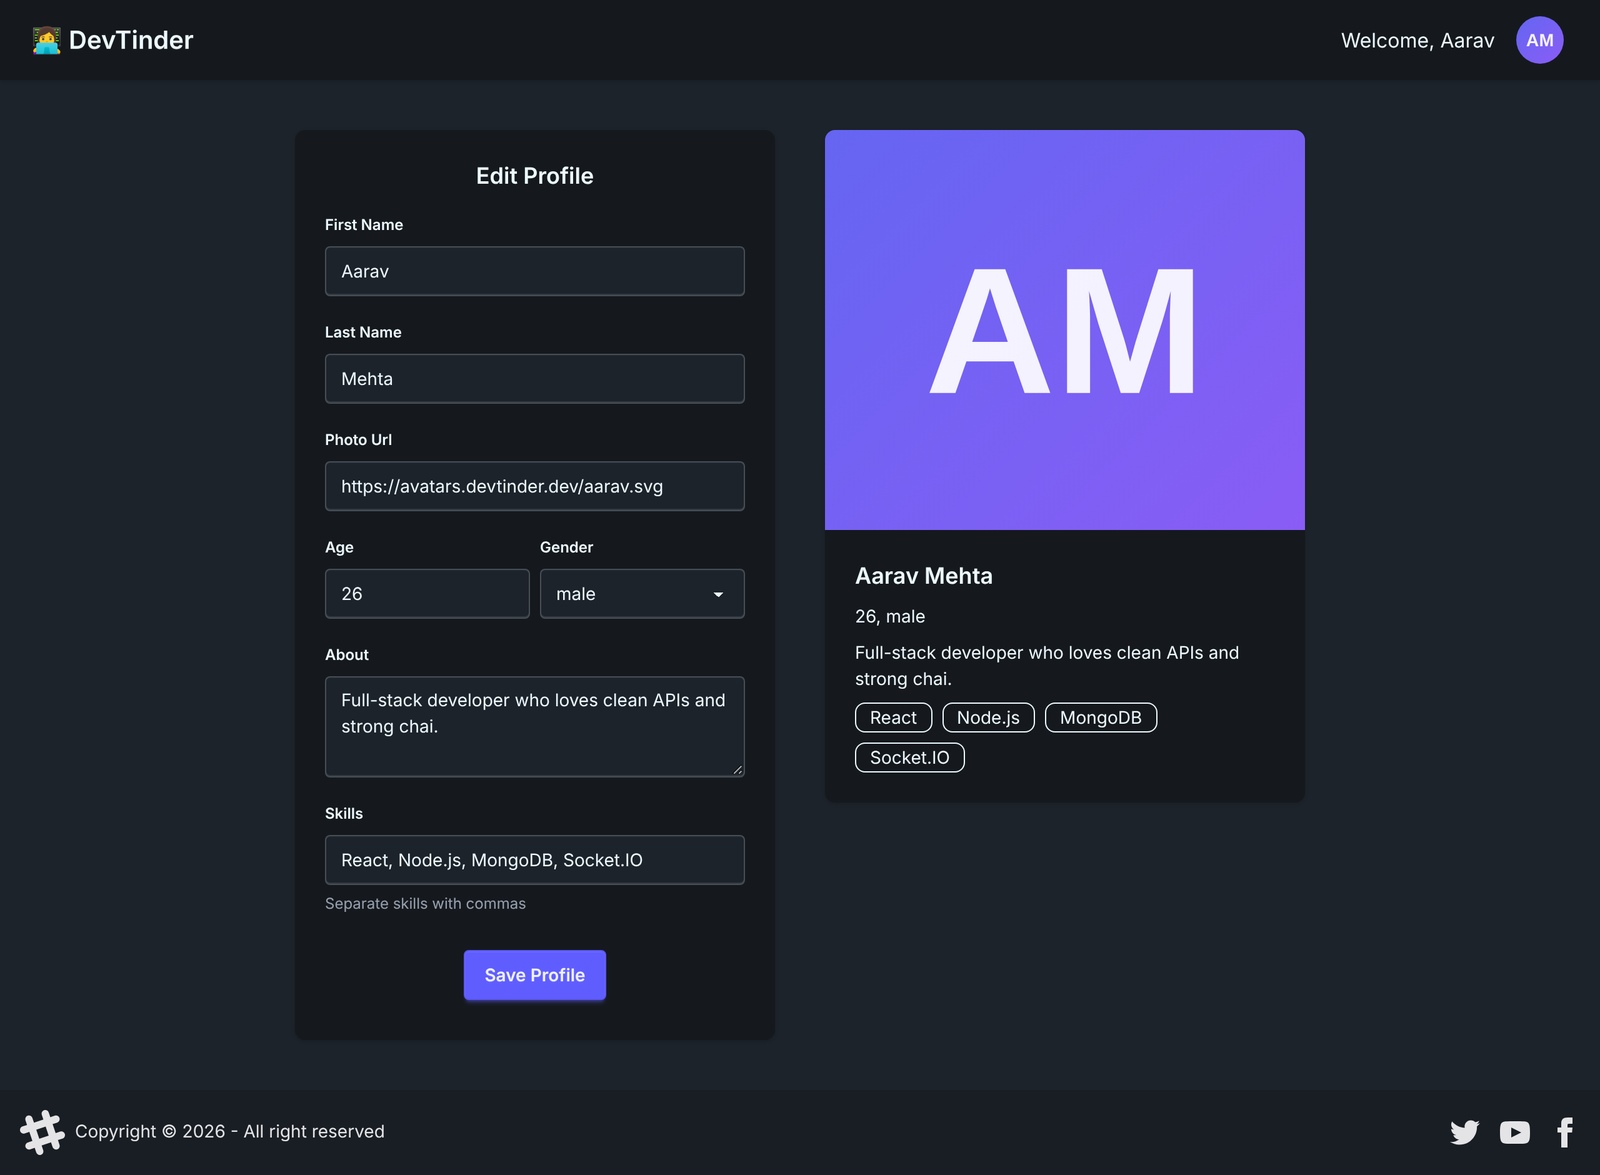 DevTinder
Welcome, Aarav
AM
Edit Profile
First Name
Aarav
Last Name
Mehta
Photo Url
https://avatars.devtinder.dev/aarav.svg
Age
Gender
26
male
About
Full-stack developer who loves clean APIs and
strong chai.
Skills
React, Node.js, MongoDB, Socket.IO
Separate skills with commas
Save Profile
AM
Aarav Mehta
26, male
Full-stack developer who loves clean APIs and
strong chai.
React
Node.js
MongoDB
Socket.IO
Copyright © 2026 - All right reserved